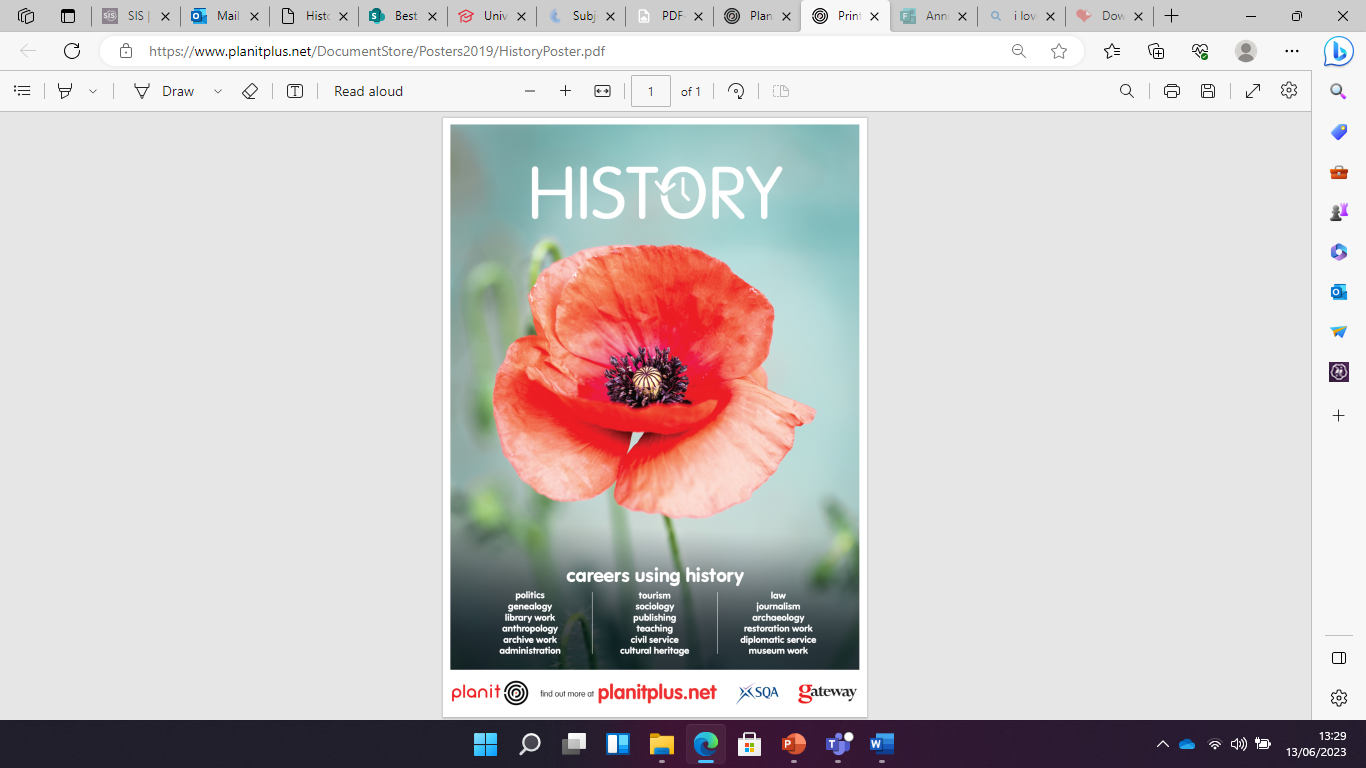 SIS |
Mail
Histo
Best
Univ
Subj
PDF
Plan
Print
Anni
i lov
Dow
https://www.planitplus.net/DocumentStore/Posters2019/HistoryPoster.pdf
Draw
Read aloud
1
of 1
HISTORY
careers using history
politics
genealogy
library work
anthropology
archive work
administration
tourism
sociology
publishing
teaching
civil service
cultural heritage
law
journalism
archaeology
restoration work
diplomatic service
museum work
planit
find out more at planitplus.net
SQA
gateway
13:29
13/06/2023